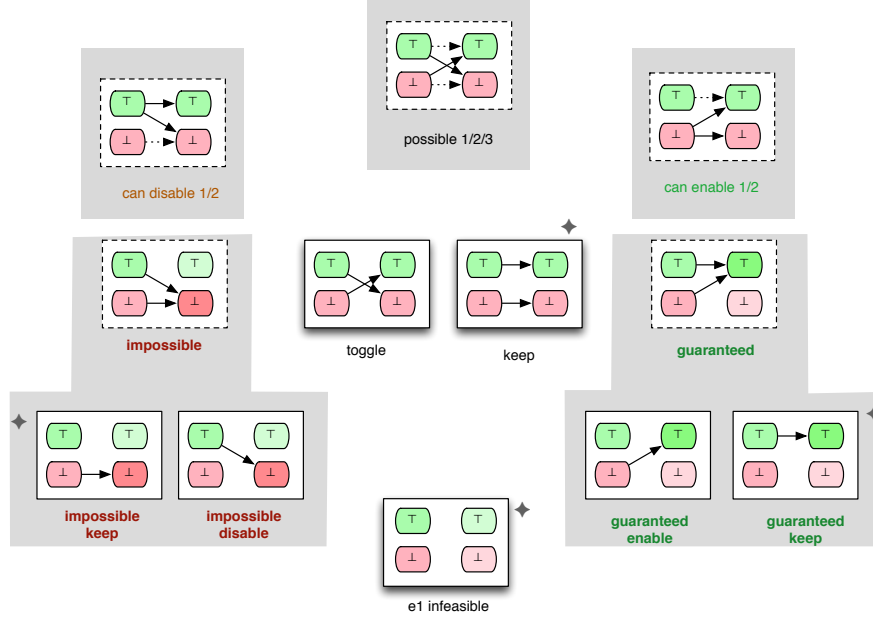 ⊤ ⊤
⊥ ⊥
possible 1/2/3
⊤ ⊤
⊥ ⊥
can disable 1/2
⊤ ⊤
⊥ ⊥
can enable 1/2
⊤ ⊤
⊥ ⊥
impossible
⊤ ⊤
⊥ ⊥
toggle
⊤ ⊤
⊥ ⊥
keep
⊤ ⊤
⊥ ⊥
guaranteed
⊤ ⊤
⊥ ⊥
impossible
keep
⊤ ⊤
⊥ ⊥
impossible
disable
⊤ ⊤
⊥ ⊥
e1 infeasible
⊤ ⊤
⊥ ⊥
guaranteed
enable
⊤ ⊤
⊥ ⊥
guaranteed
keep